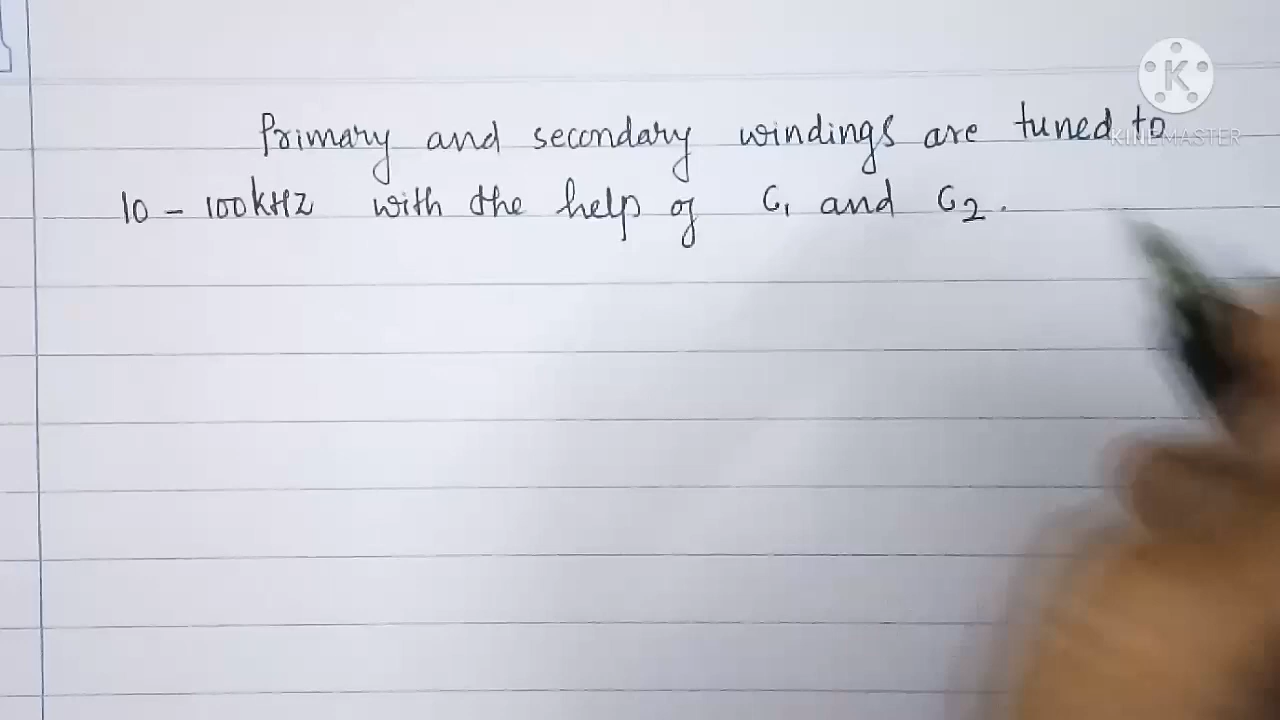 Primary and secondary windings are tuned to
10 - 100kHz with the help of C₁ and C₂.
K
KINEMASTER